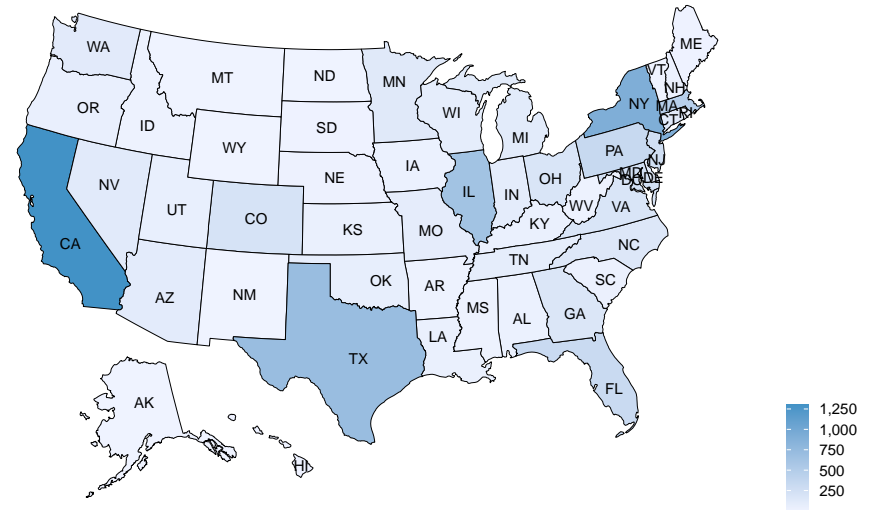 ME
WA
VT
MT
ND
MN
NH
NY
MA
OR
WI
RI
CT
ID
SD
MI
WY
PA
NJ
IA
OH
MD
DE
DC
NE
NV
IL
IN
WV
UT
CO
VA
KS
MO
KY
CA
NC
TN
AZ
NM
OK
AR
SC
MS
AL
GA
LA
TX
FL
AK
HI
1,250
1,000
750
500
250